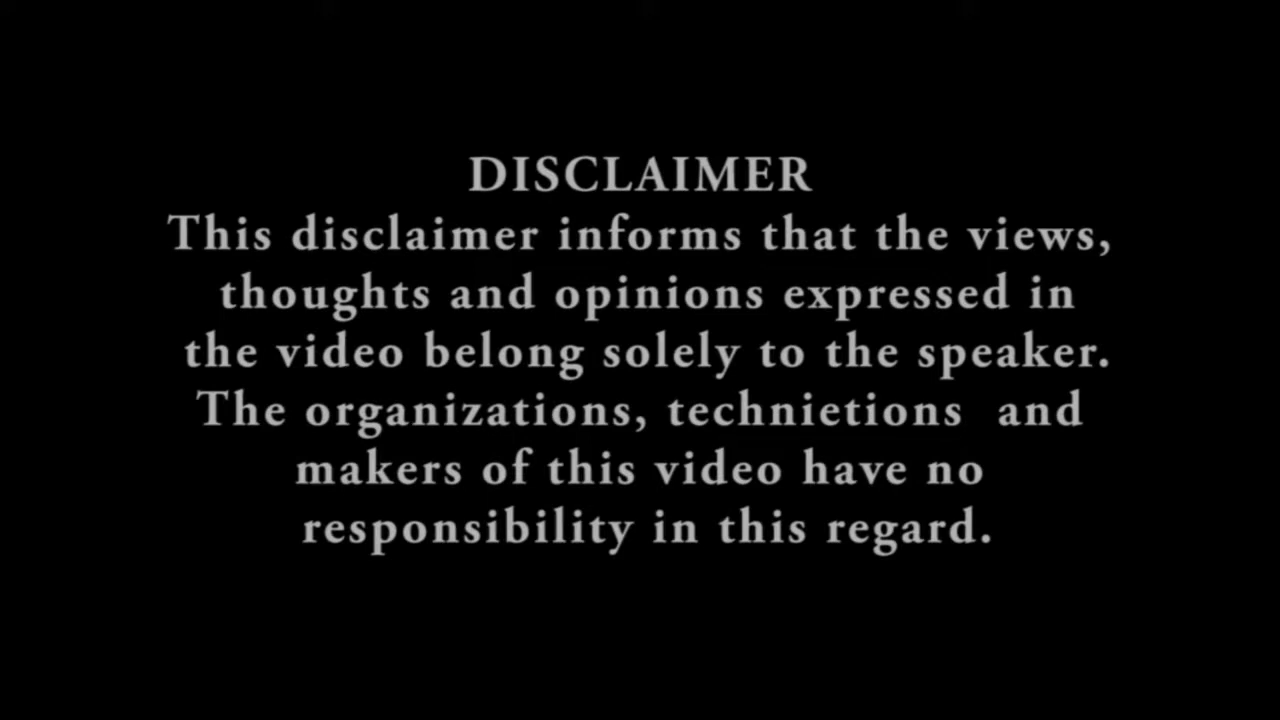 DISCLAIMER
This disclaimer informs that the views,
thoughts and opinions expressed in
the video belong solely to the speaker.
The organizations, technietions and
makers of this video have no
responsibility in this regard.